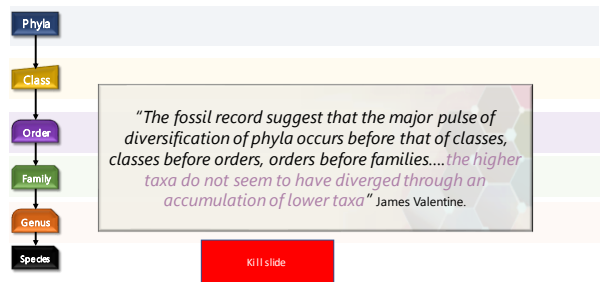 Phyla
Class
Order
Family
Genus
Species
“The fossil record suggest that the major pulse of
diversification of phyla occurs before that of classes,
classes before orders, orders before families....the higher
taxa do not seem to have diverged through an
accumulation of lower taxa” James Valentine.
Kill slide